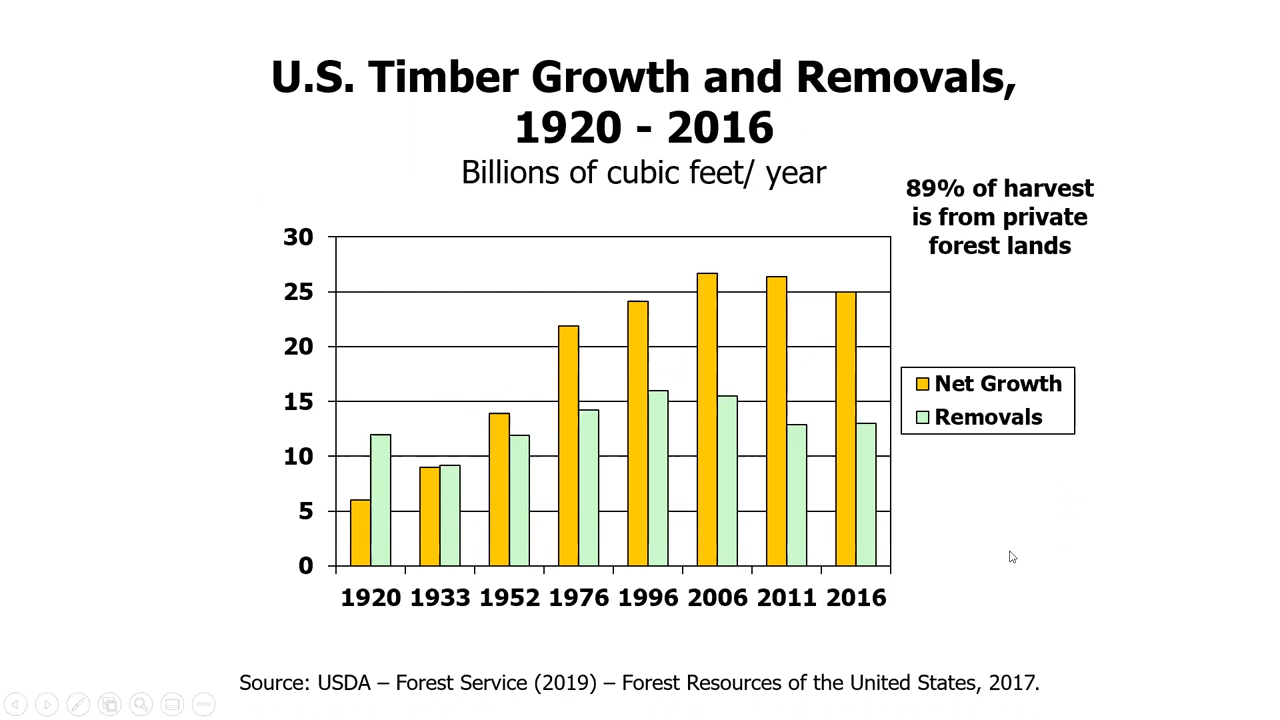 U.S. Timber Growth and Removals,
1920 - 2016
Billions of cubic feet/ year
89% of harvest
is from private
forest lands
30
25
20
15
10
5
0
Net Growth
Removals
1920 1933 1952 1976 1996 2006 2011 2016
Source: USDA – Forest Service (2019) – Forest Resources of the United States, 2017.